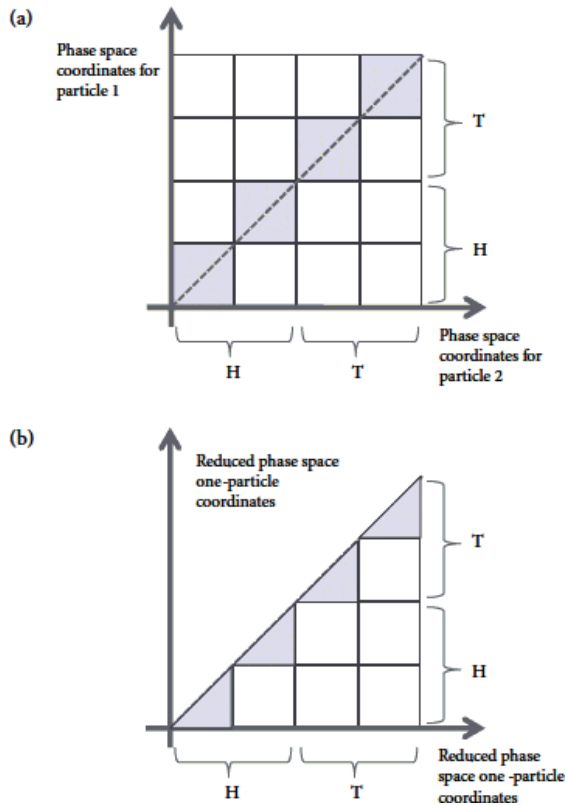 (a)
Phase space
coordinates for
particle 1
T
H
H
T
Phase space
coordinates for
particle 2
(b)
Reduced phase space
one-particle
coordinates
T
H
H
T
Reduced phase
space one -particle
coordinates